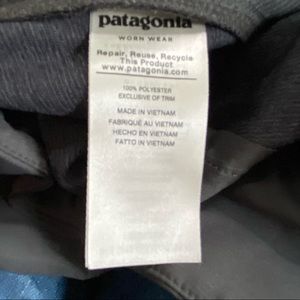 patagonia
WORN WEAR
Repair, Reuse, Recycle
This Product
www.patagonia.com
100% POLYESTER
EXCLUSIVE OF TRIM
MADE IN VIETNAM
FABRIQUÉ AU VIETNAM
HECHO EN VIETNAM
FATTO IN VIETNAM